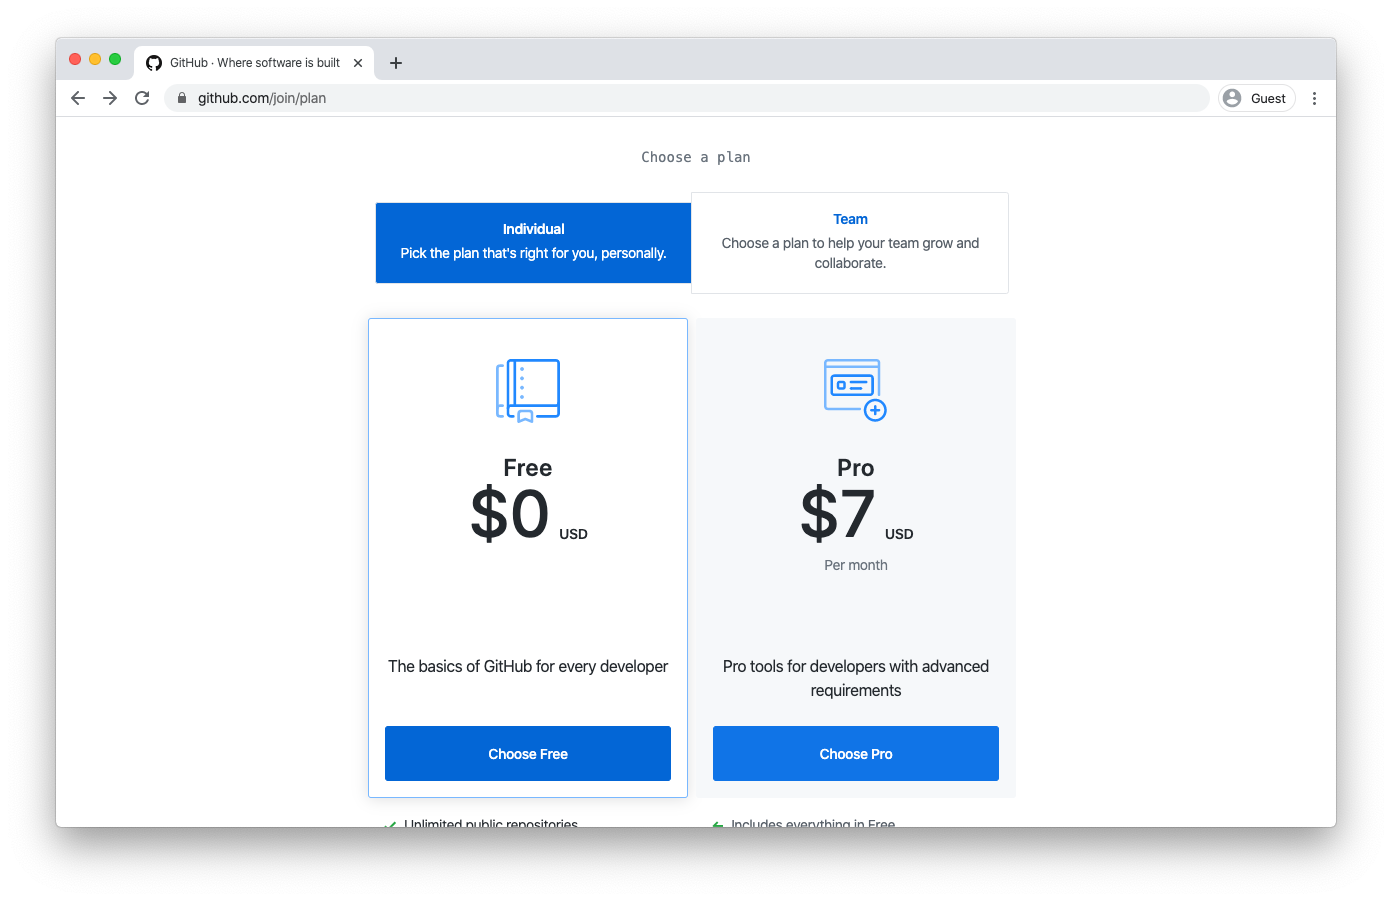 GitHub · Where software is built
github.com/join/plan
Guest
Choose a plan
Individual
Pick the plan that's right for you, personally.
Team
Choose a plan to help your team grow and
collaborate.
Free
$0 USD
The basics of GitHub for every developer
Choose Free
Unlimited public repositories
Pro
$7 USD
Per month
Pro tools for developers with advanced
requirements
Choose Pro
Includes everything in Free